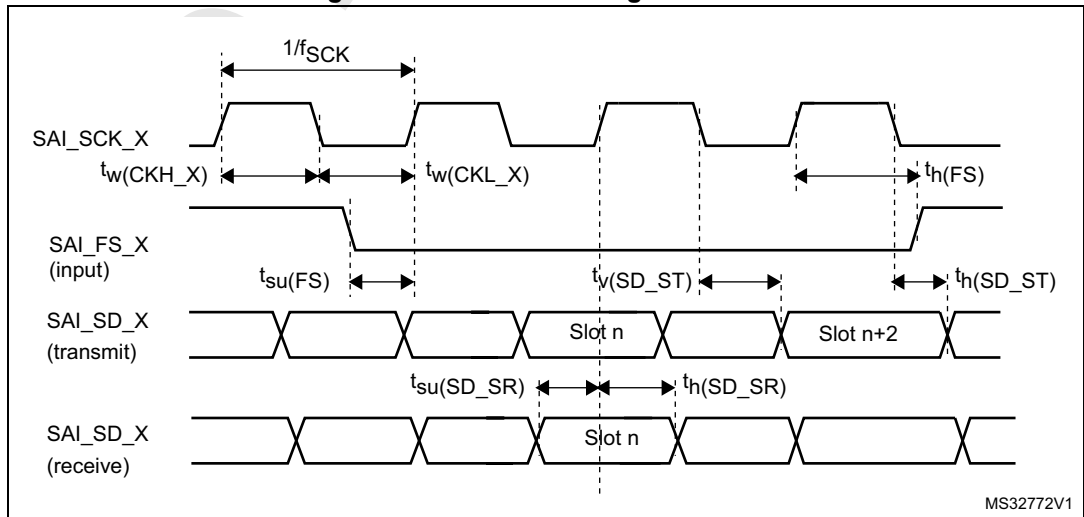 1/fSCK
SAI_SCK_X
tw(CKH_X)
tw(CKL_X)
th(FS)
SAI_FS_X
(input)
tsu(FS)
tv(SD_ST)
th(SD_ST)
SAI_SD_X
(transmit)
Slot n
Slot n+2
tsu(SD_SR)
th(SD_SR)
SAI_SD_X
(receive)
Slot n
MS32772V1